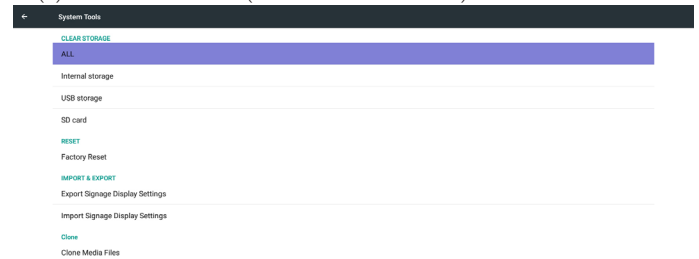 System Tools
CLEAR STORAGE
ALL
Internal storage
USB storage
SD card
RESET
Factory Reset
IMPORT & EXPORT
Export Signage Display Settings
Import Signage Display Settings
Clone
Clone Media Files